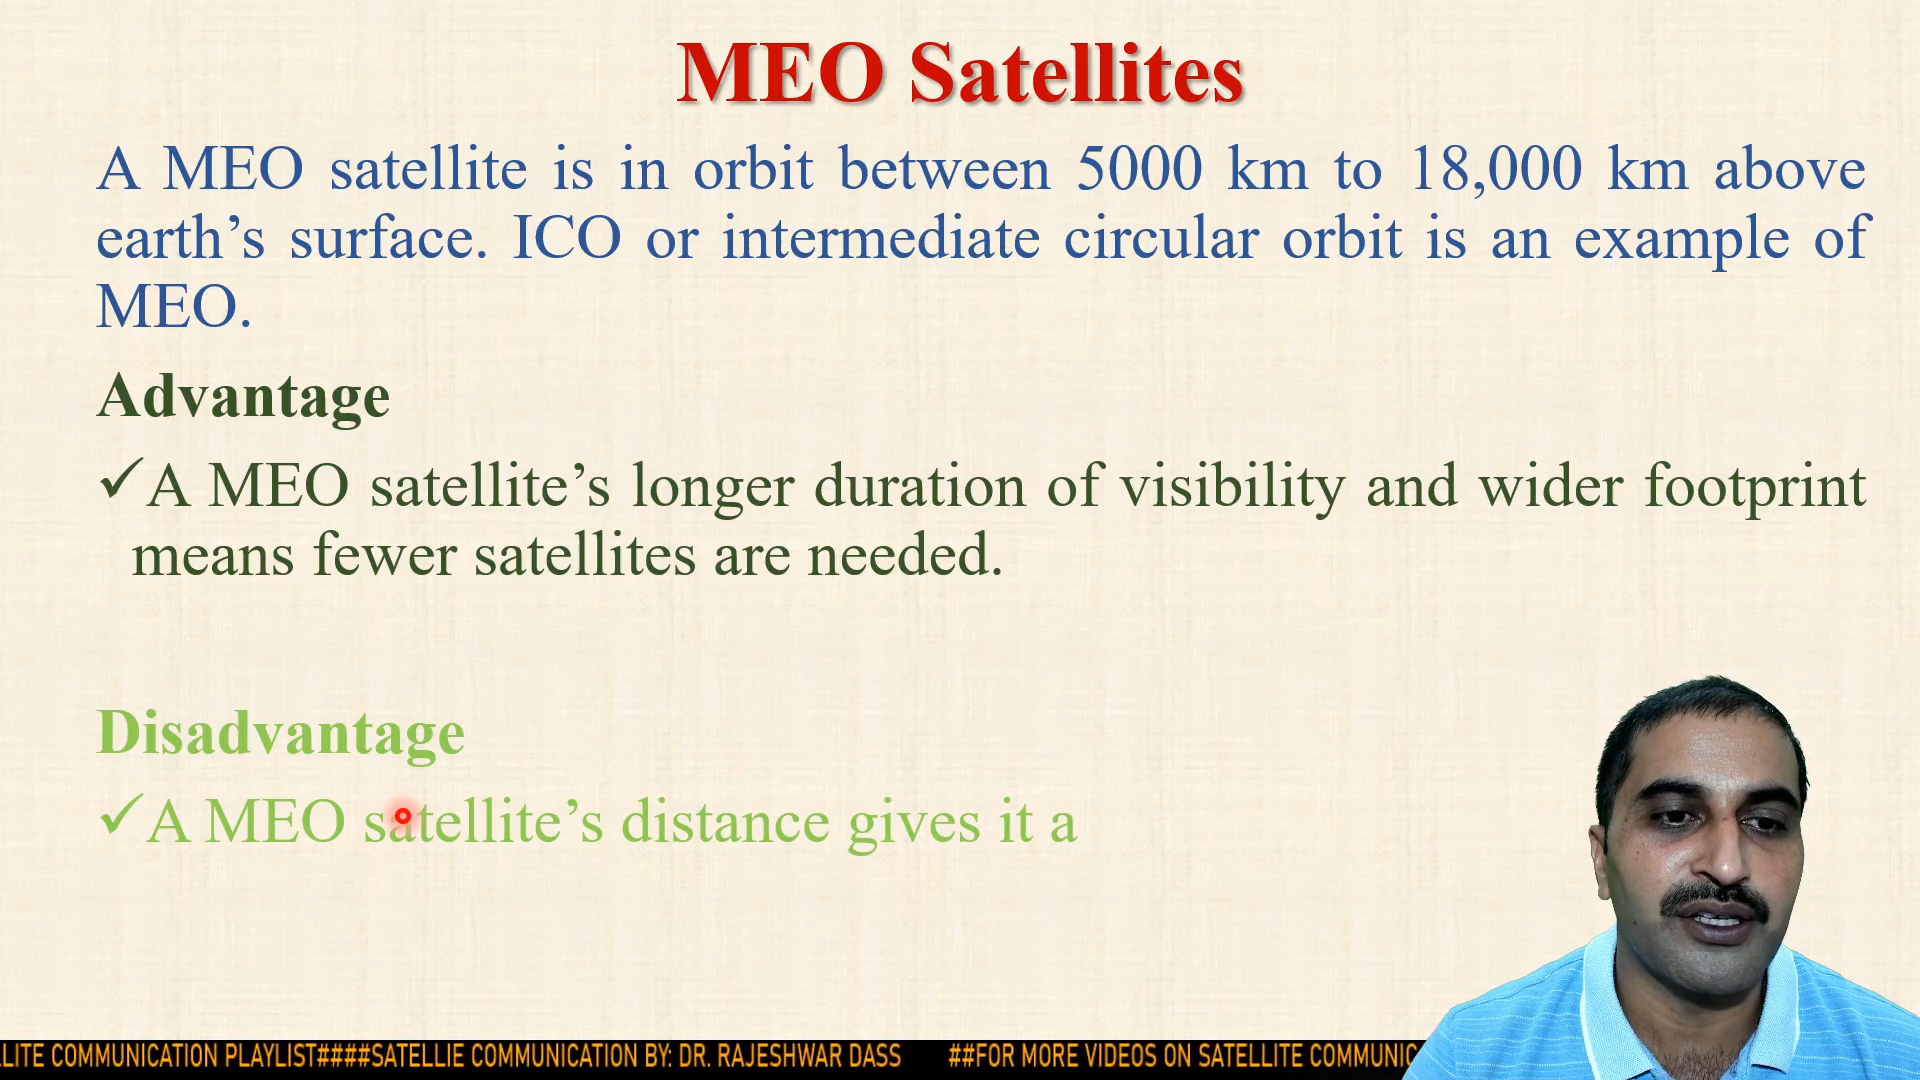 MEO Satellites
A MEO satellite is in orbit between 5000 km to 18,000 km above
earth’s surface. ICO or intermediate circular orbit is an example of
MEO.
Advantage
✓A MEO satellite’s longer duration of visibility and wider footprint
means fewer satellites are needed.
Disadvantage
✓A MEO satellite’s distance gives it a
LLITE COMMUNICATION PLAYLIST####SATELLIE COMMUNICATION BY: DR. RAJESHWAR DASS ##FOR MORE VIDEOS ON SATELLITE COMMUNIC